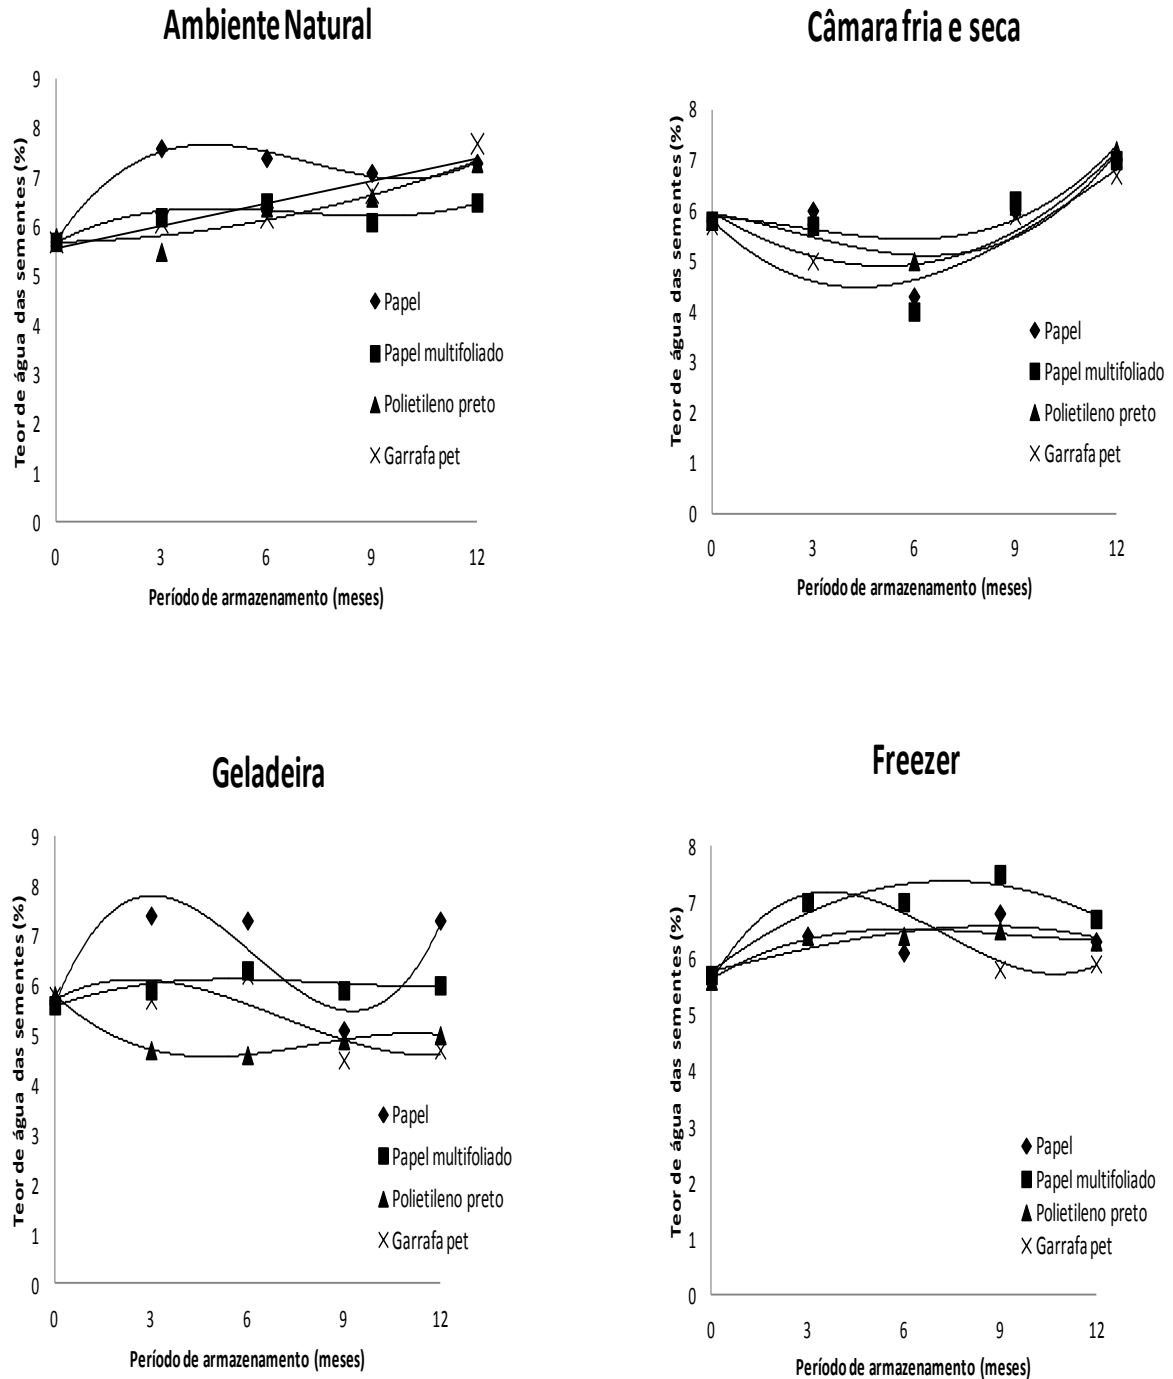 Ambiente Natural
Teor de água das sementes (%)
9
8
7
6
5
4
3
2
1
0
0 3 6 9 12
Período de armazenamento (meses)
Papel
Papel multifoliado
Polietileno preto
Garrafa pet
Câmara fria e seca
Teor de água das sementes (%)
8
7
6
5
4
3
2
1
0
0 3 6 9 12
Período de armazenamento (meses)
Papel
Papel multifoliado
Polietileno preto
Garrafa pet
Geladeira
Teor de água das sementes (%)
9
8
7
6
5
4
3
2
1
0
0 3 6 9 12
Período de armazenamento (meses)
Papel
Papel multifoliado
Polietileno preto
Garrafa pet
Freezer
Teor de água das sementes (%)
8
7
6
5
4
3
2
1
0
0 3 6 9 12
Período de armazenamento (meses)
Papel
Papel multifoliado
Polietileno preto
Garrafa pet